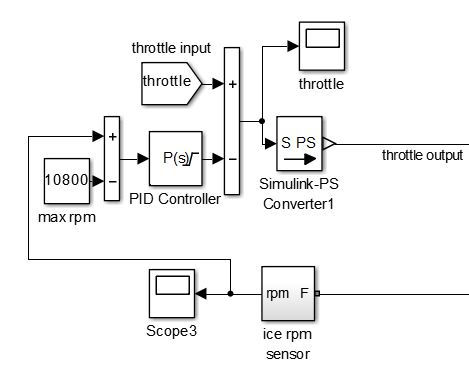 throttle input
throttle
+
−
throttle
+
−
10800
max rpm
P(s)
PID Controller
S PS
Simulink-PS
Converter1
throttle output
Scope3
rpm F
ice rpm
sensor